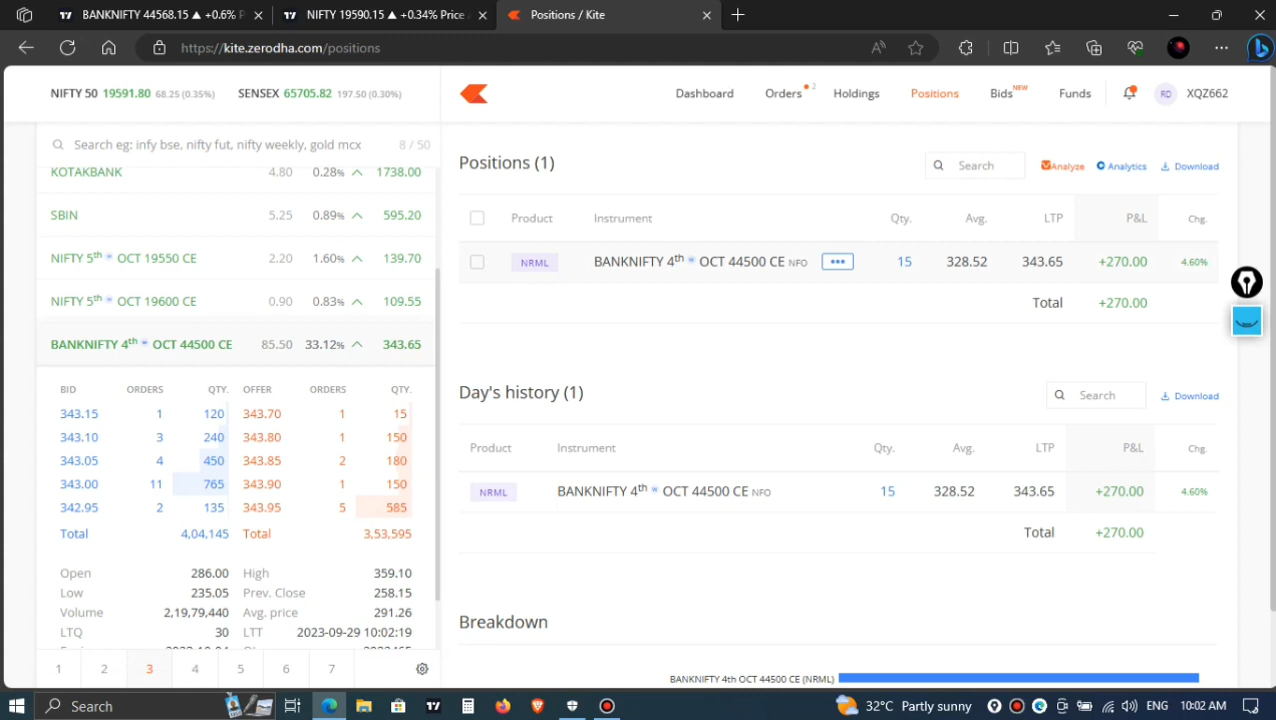 BANKNIFTY 44568.15 ▲ +0.6% P
NIFTY 19590.15 ▲ +0.34% Price A
Positions / Kite
https://kite.zerodha.com/positions
NIFTY 50 19591.80 68.25 (0.35%) SENSEX 65705.82 197.50 (0.30%)
Dashboard Orders 2 Holdings Positions Bids NEW Funds RD XQZ662
Search eg: infy bse, nifty fut, nifty weekly, gold mcx 8 / 50
KOTAKBANK 4.80 0.28% 1738.00
SBIN 5.25 0.89% 595.20
NIFTY 5th w OCT 19550 CE 2.20 1.60% 139.70
NIFTY 5th w OCT 19600 CE 0.90 0.83% 109.55
BANKNIFTY 4th w OCT 44500 CE 85.50 33.12% 343.65
BID ORDERS QTY. OFFER ORDERS QTY.
343.15 1 120 343.70 1 15
343.10 3 240 343.80 1 150
343.05 4 450 343.85 2 180
343.00 11 765 343.90 1 150
342.95 2 135 343.95 5 585
Total 4,04,145 Total 3,53,595
Open 286.00 High 359.10
Low 235.05 Prev. Close 258.15
Volume 2,19,79,440 Avg. price 291.26
LTQ 30 LTT 2023-09-29 10:02:19
1 2 3 4 5 6 7
Positions (1) Search Analyze Analytics Download
Product Instrument Qty. Avg. LTP P&L Chg.
NRML BANKNIFTY 4th w OCT 44500 CE NFO ••• 15 328.52 343.65 +270.00 4.60%
Total +270.00
Day's history (1) Search Download
Product Instrument Qty. Avg. LTP P&L Chg.
NRML BANKNIFTY 4th w OCT 44500 CE NFO 15 328.52 343.65 +270.00 4.60%
Total +270.00
Breakdown
BANKNIFTY 4th OCT 44500 CE (NRML)
Search 32°C Partly sunny ENG 10:02 AM